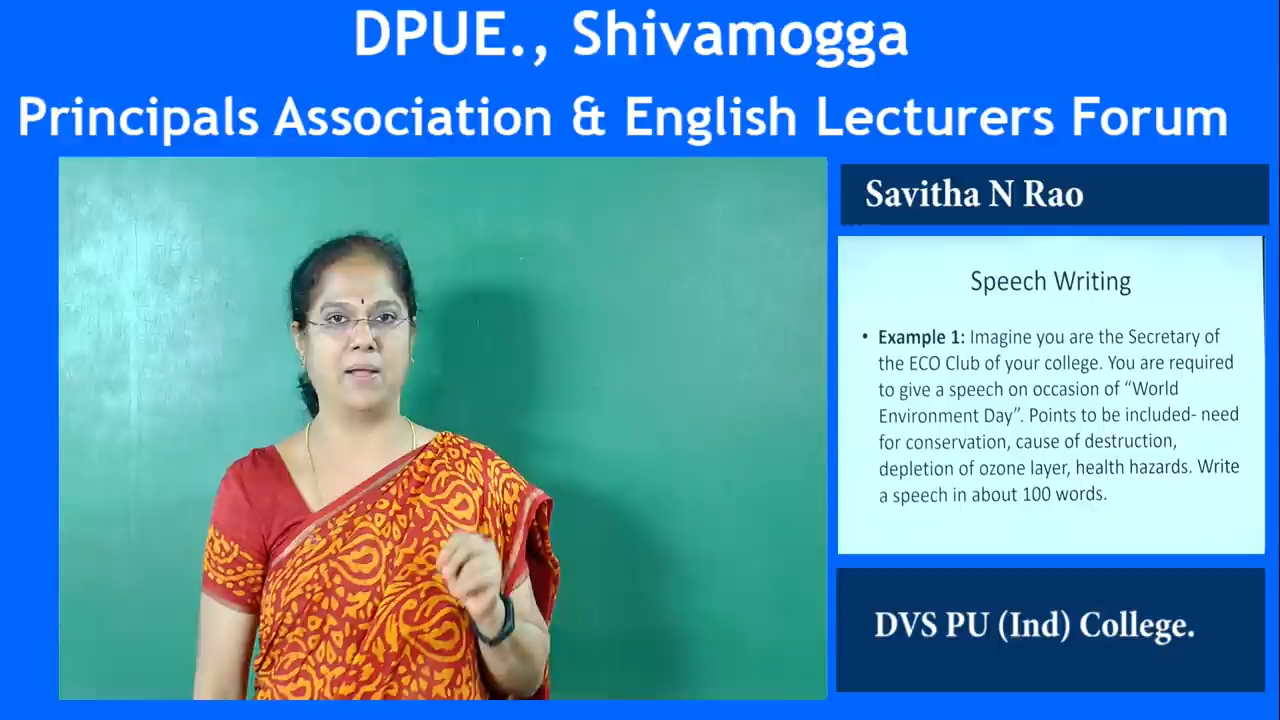 DPUE., Shivamogga
Principals Association & English Lecturers Forum
Savitha N Rao
Speech Writing
• Example 1: Imagine you are the Secretary of
the ECO Club of your college. You are required
to give a speech on occasion of “World
Environment Day”. Points to be included- need
for conservation, cause of destruction,
depletion of ozone layer, health hazards. Write
a speech in about 100 words.
DVS PU (Ind) College.